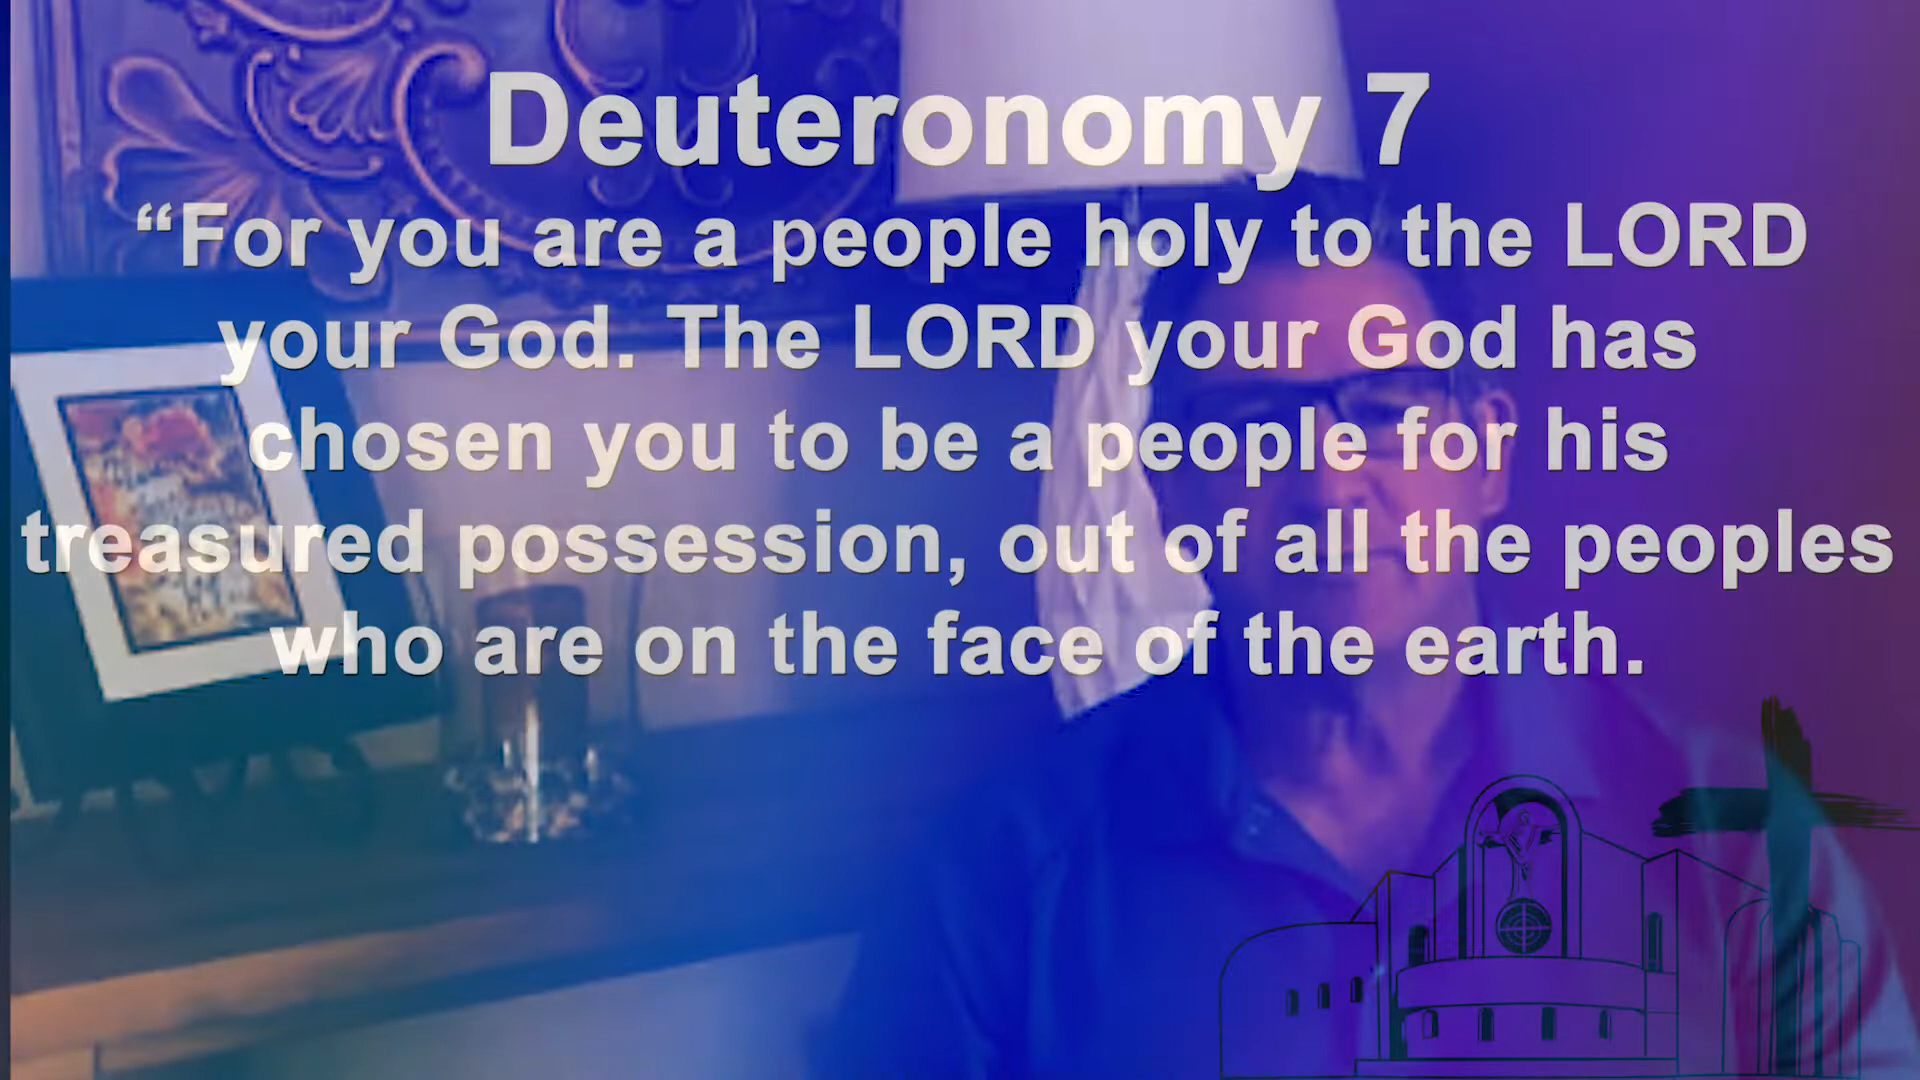 Deuteronomy 7
“For you are a people holy to the LORD
your God. The LORD your God has
chosen you to be a people for his
treasured possession, out of all the peoples
who are on the face of the earth.